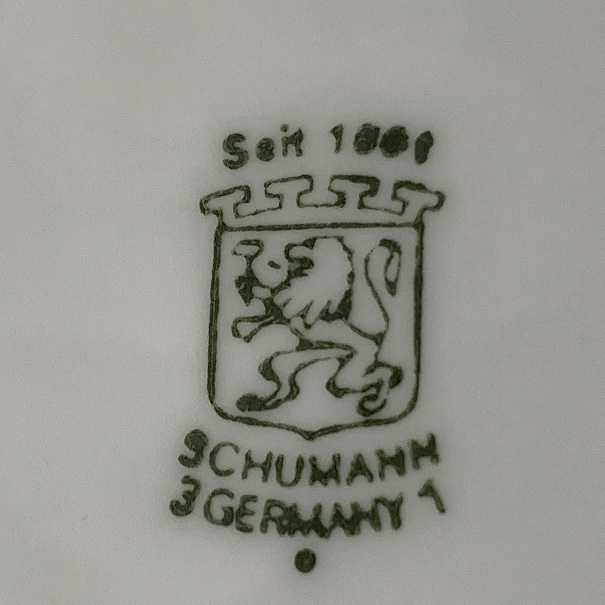 Seit 1881
SCHUMANN
3 GERMANY 1